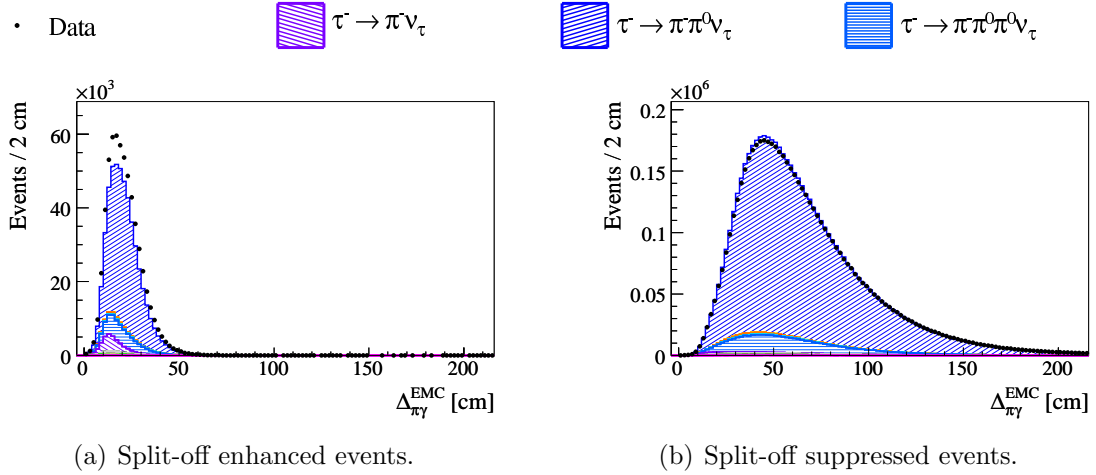 • Data
τ⁻ → π⁻ν_τ
τ⁻ → π⁻π⁰ν_τ
τ⁻ → π⁻π⁰π⁰ν_τ
×10³
Events / 2 cm
60
40
20
0
0 50 100 150 200
Δ_πγ^EMC [cm]
(a) Split-off enhanced events.
×10⁶
Events / 2 cm
0.2
0.15
0.1
0.05
0
0 50 100 150 200
Δ_πγ^EMC [cm]
(b) Split-off suppressed events.